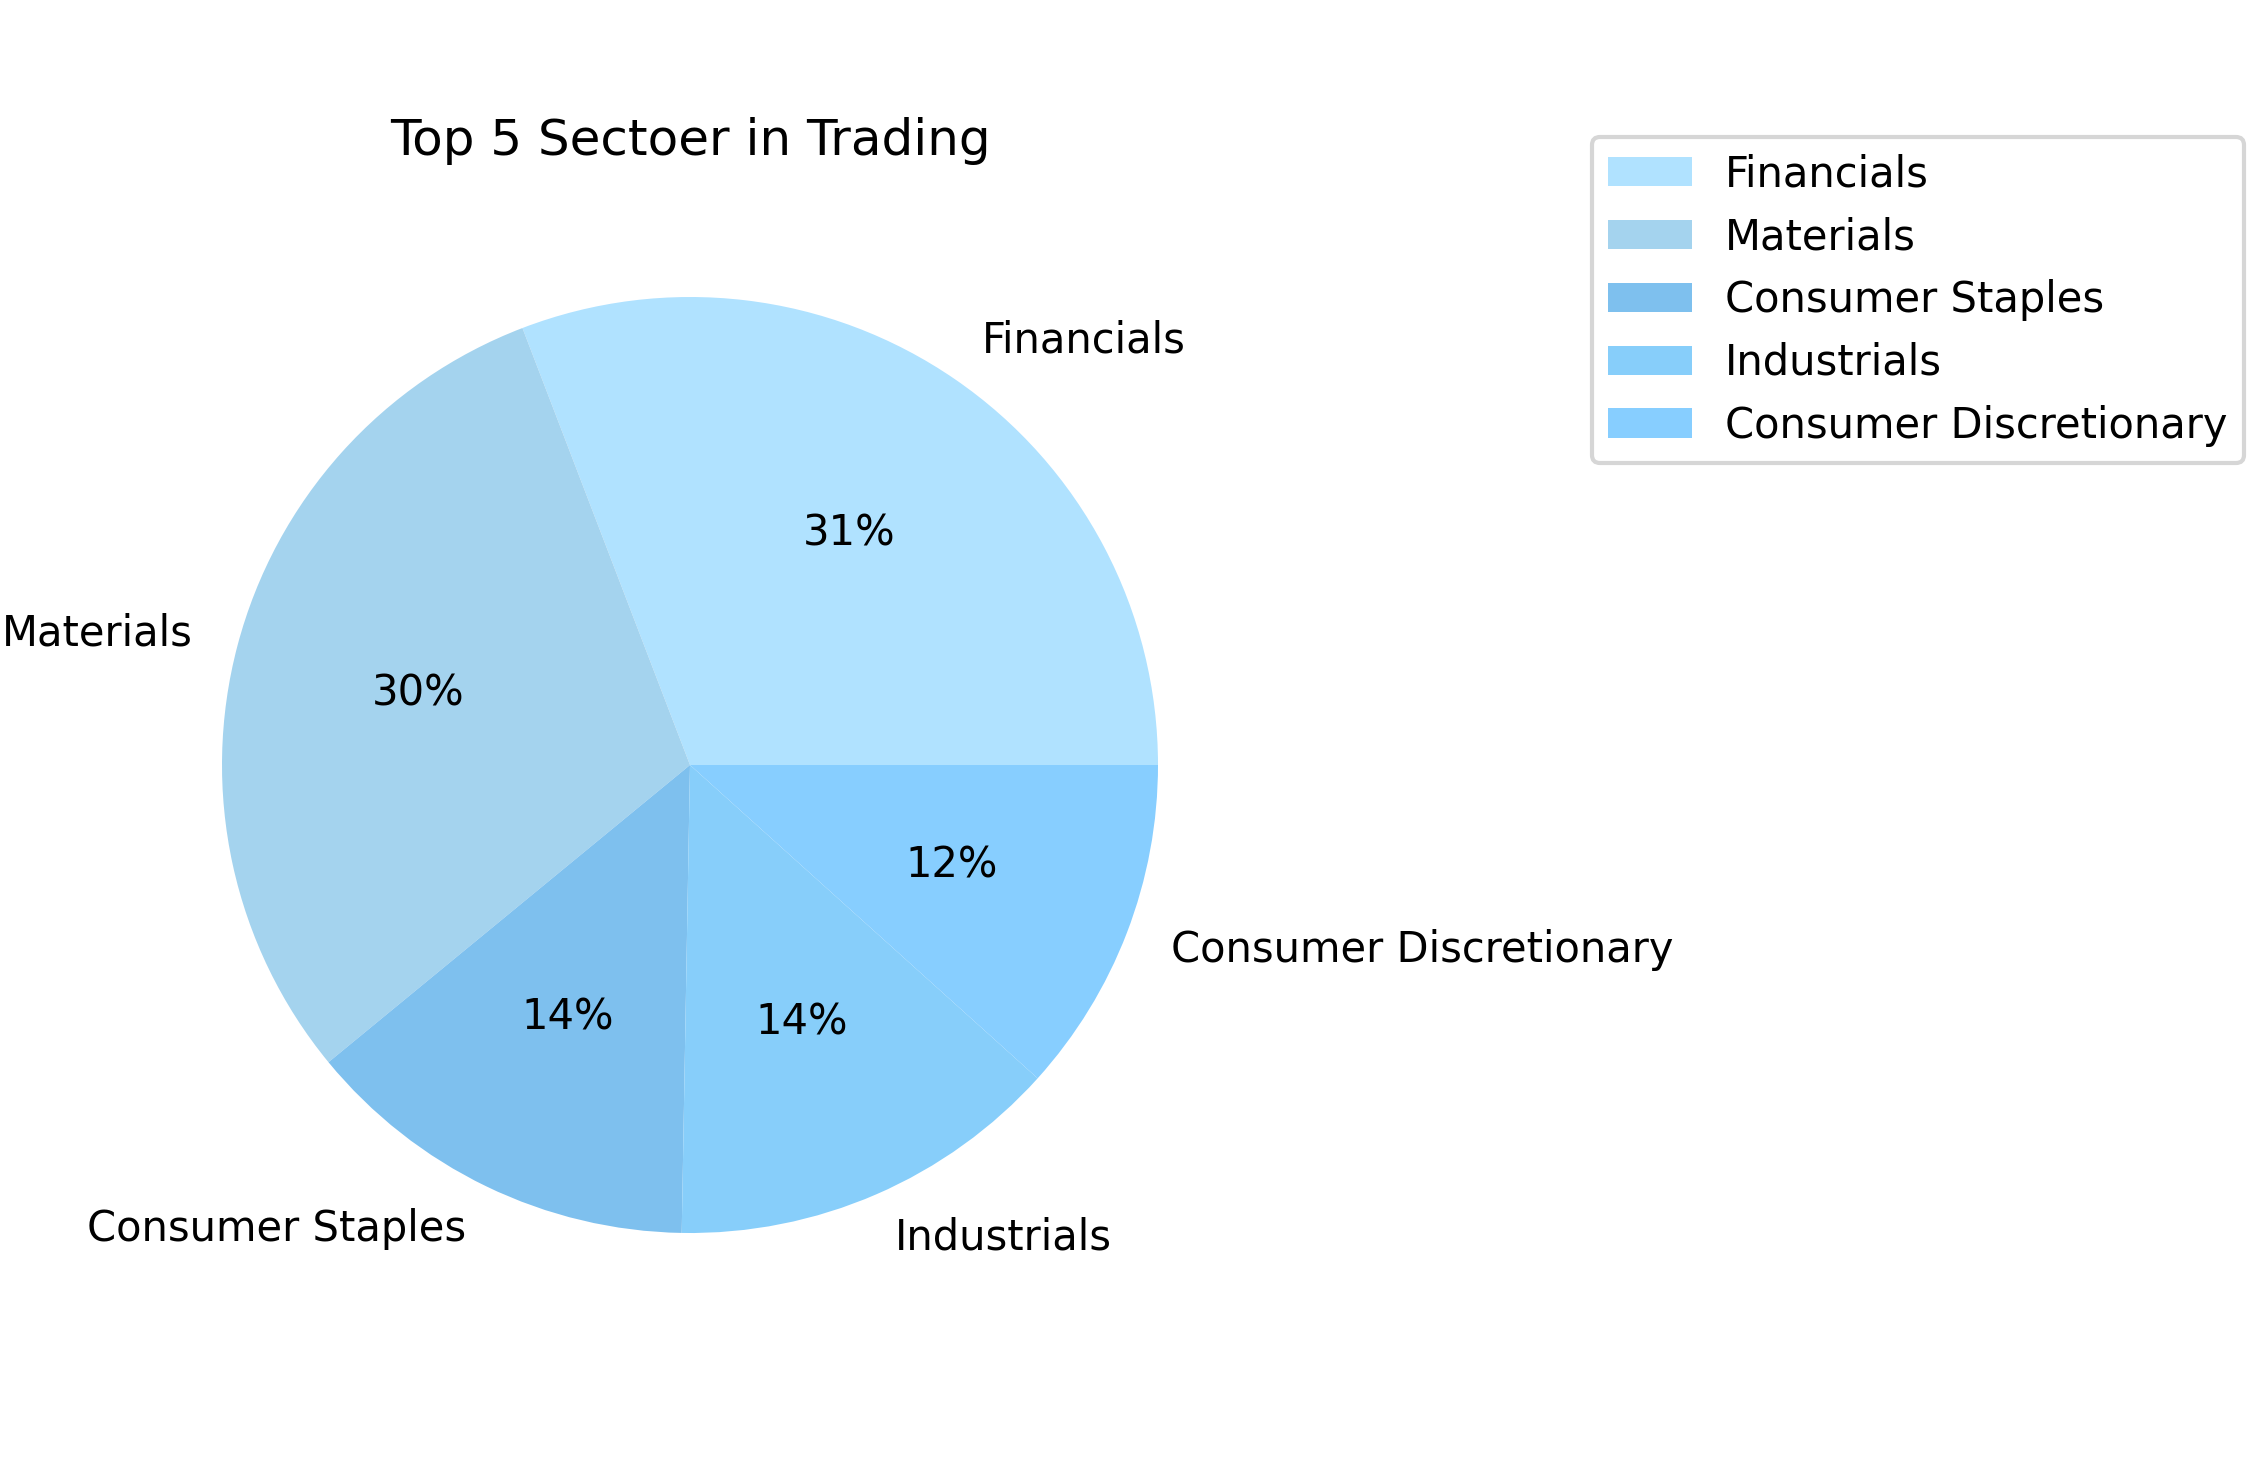 Top 5 Sectoer in Trading
Financials
Materials
Consumer Staples
Industrials
Consumer Discretionary
Financials
31%
Materials
30%
12%
Consumer Discretionary
14%
14%
Consumer Staples
Industrials